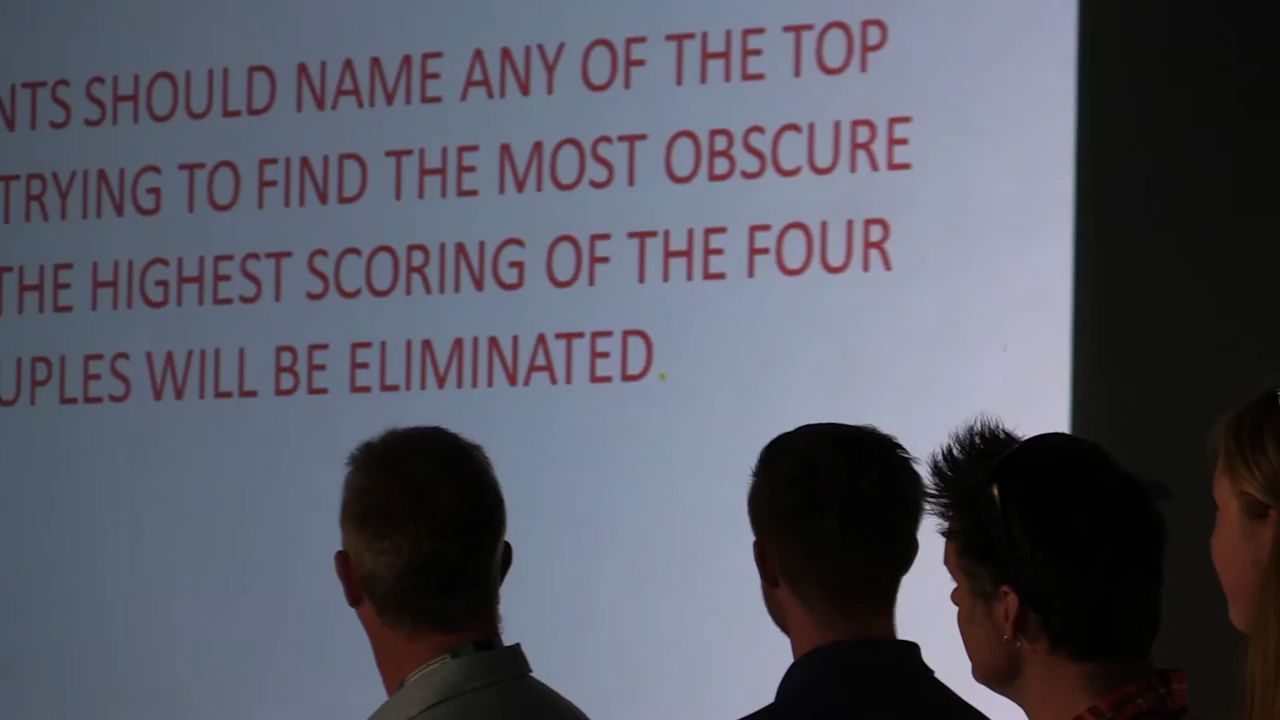 NTS SHOULD NAME ANY OF THE TOP
TRYING TO FIND THE MOST OBSCURE
THE HIGHEST SCORING OF THE FOUR
UPLES WILL BE ELIMINATED.